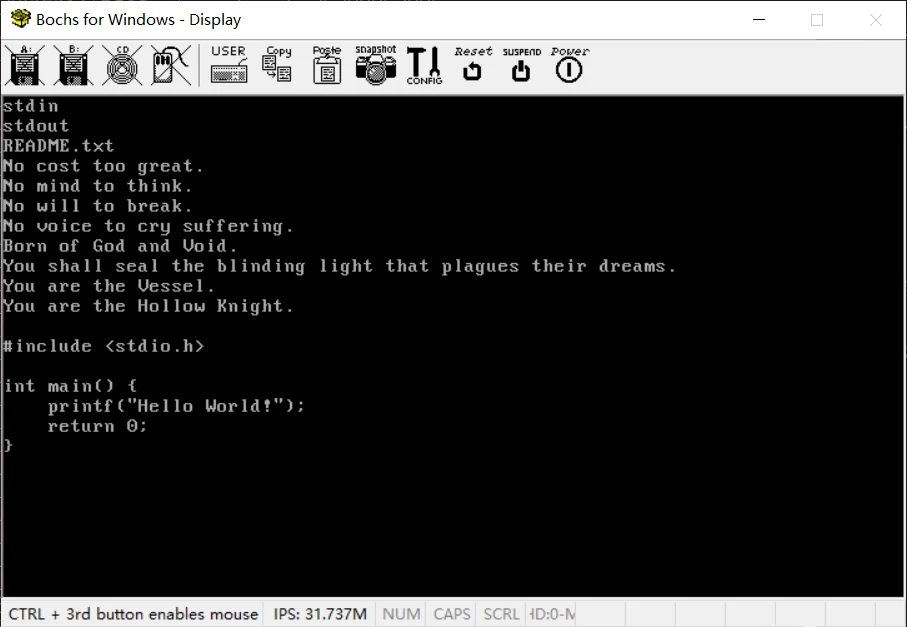 Bochs for Windows - Display
A: B: CD USER Copy Paste snapshot CONFIG Reset SUSPEND Power
stdin
stdout
README.txt
No cost too great.
No mind to think.
No will to break.
No voice to cry suffering.
Born of God and Void.
You shall seal the blinding light that plagues their dreams.
You are the Vessel.
You are the Hollow Knight.
#include <stdio.h>
int main() {
    printf("Hello World!");
    return 0;
}
CTRL + 3rd button enables mouse IPS: 31.737M NUM CAPS SCRL HD:0-M